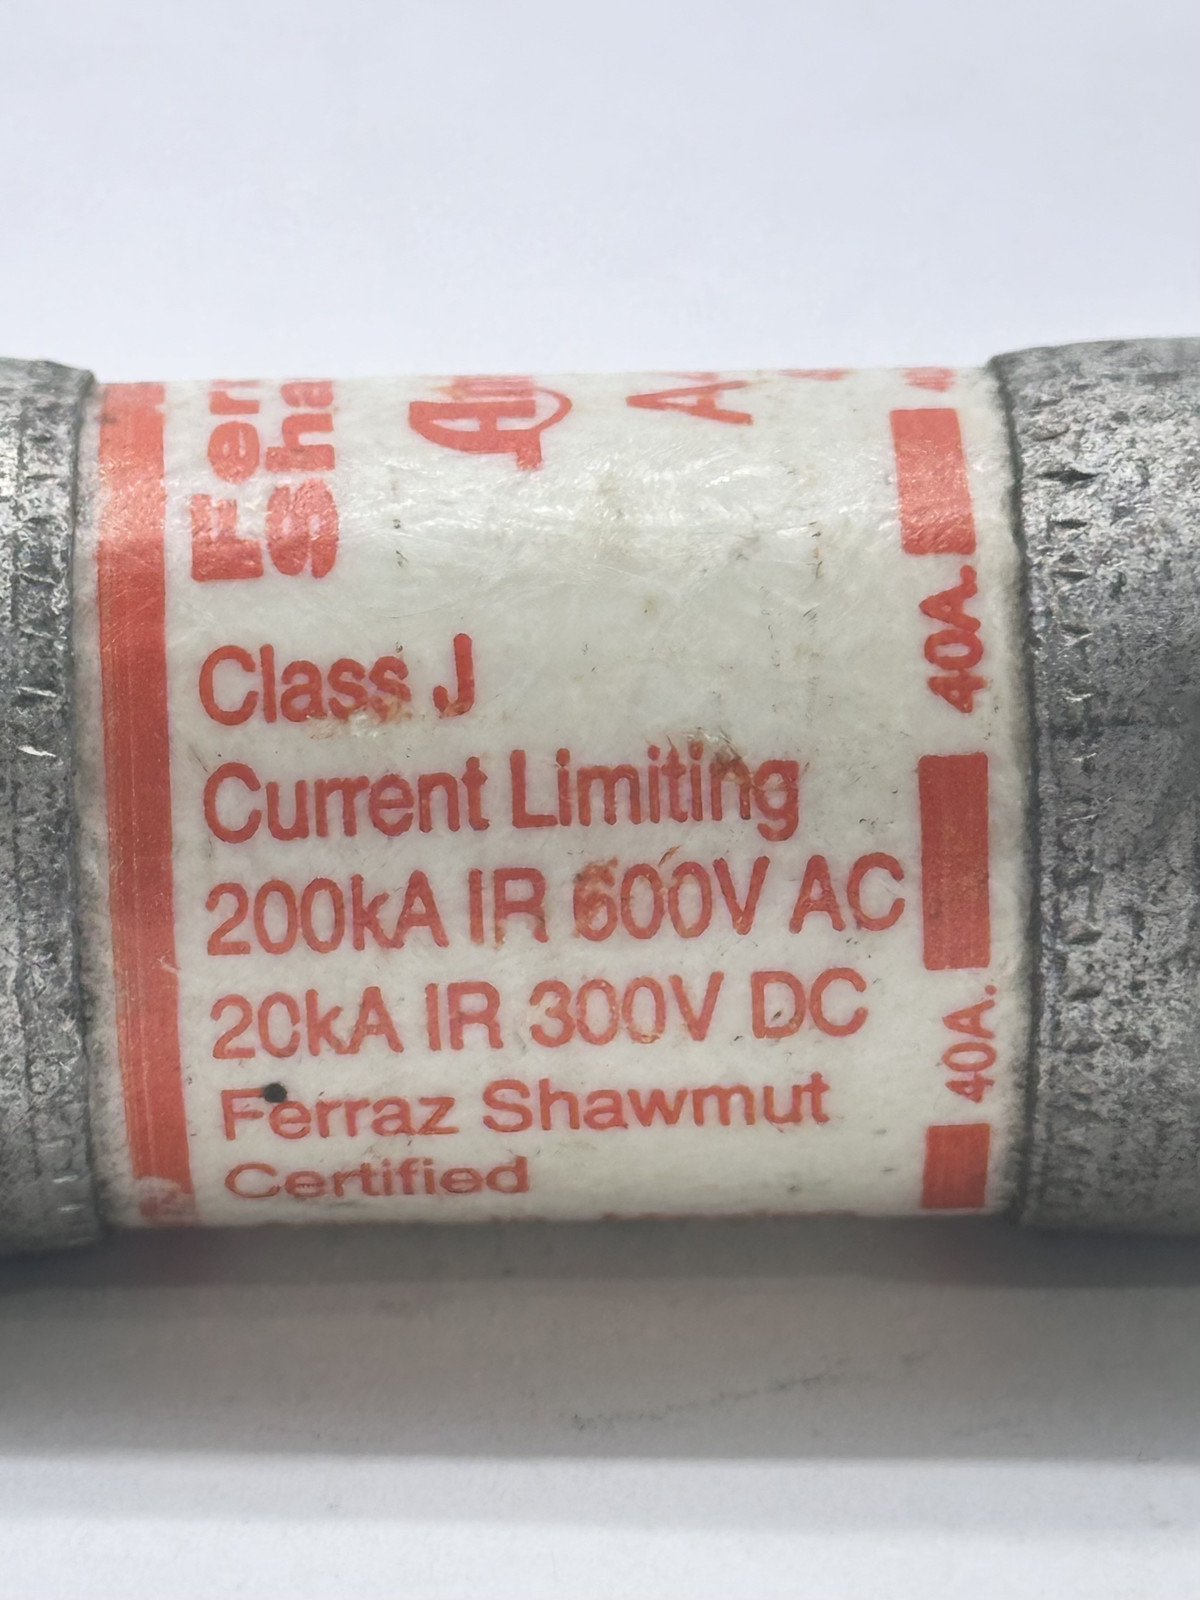 Class J
Current Limiting
200kA IR 600V AC
20kA IR 300V DC
Ferraz Shawmut
Certified
40A.
40A.